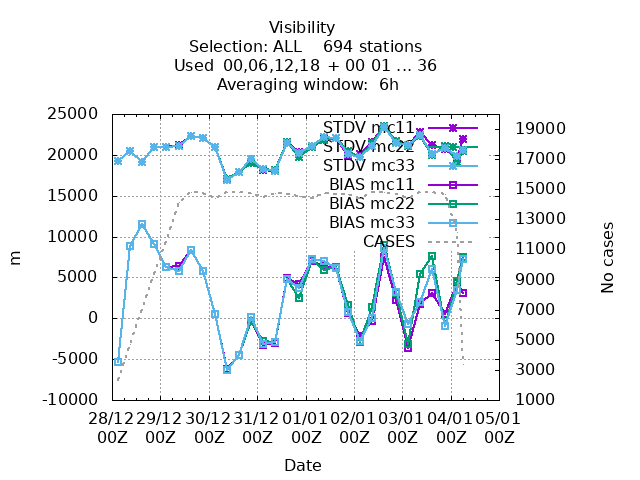 Visibility
Selection: ALL    694 stations
Used  00,06,12,18  + 00 01 ... 36
Averaging window:  6h
25000
20000
15000
10000
5000
0
-5000
-10000
m
STDV mc11
STDV mc22
STDV mc33
BIAS mc11
BIAS mc22
BIAS mc33
CASES
19000
17000
15000
13000
11000
9000
7000
5000
3000
1000
No cases
28/12 29/12 30/12 31/12 01/01 02/01 03/01 04/01 05/01
00Z 00Z 00Z 00Z 00Z 00Z 00Z 00Z 00Z
Date